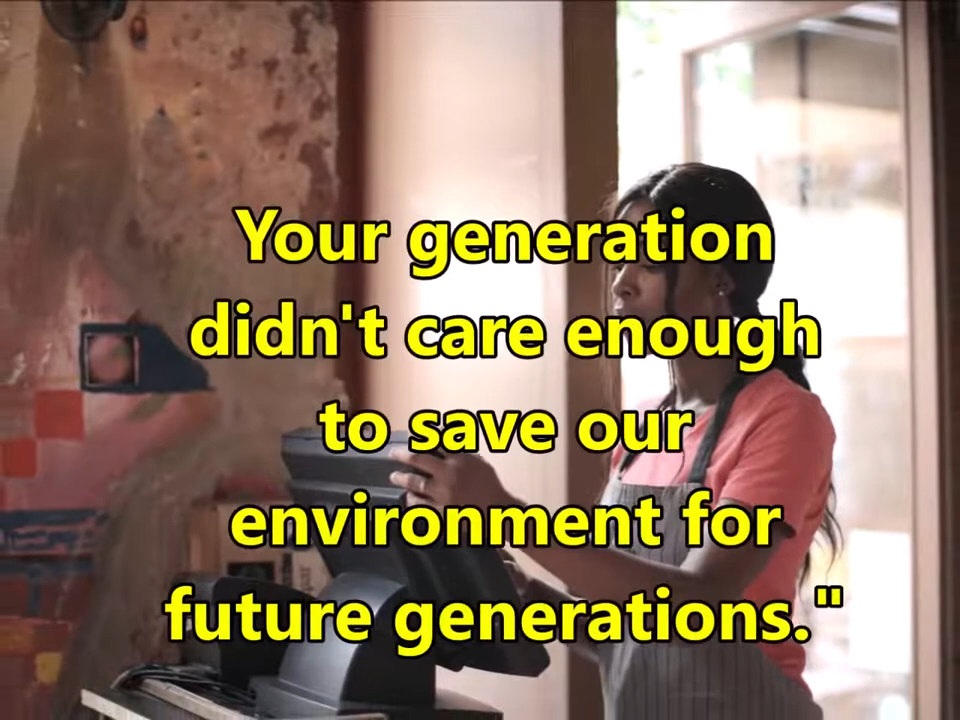 Your generation
didn't care enough
to save our
environment for
future generations."